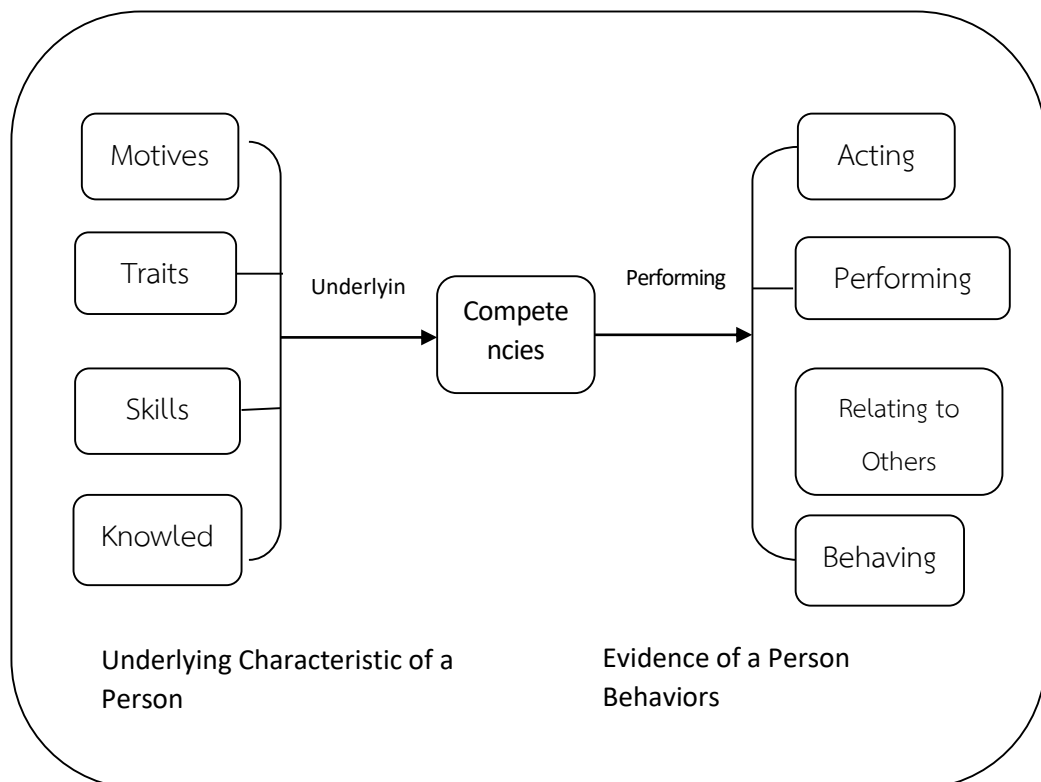 Motives
Traits
Skills
Knowled
Underlyin
Compete
ncies
Performing
Acting
Performing
Relating to
Others
Behaving
Underlying Characteristic of a
Person
Evidence of a Person
Behaviors